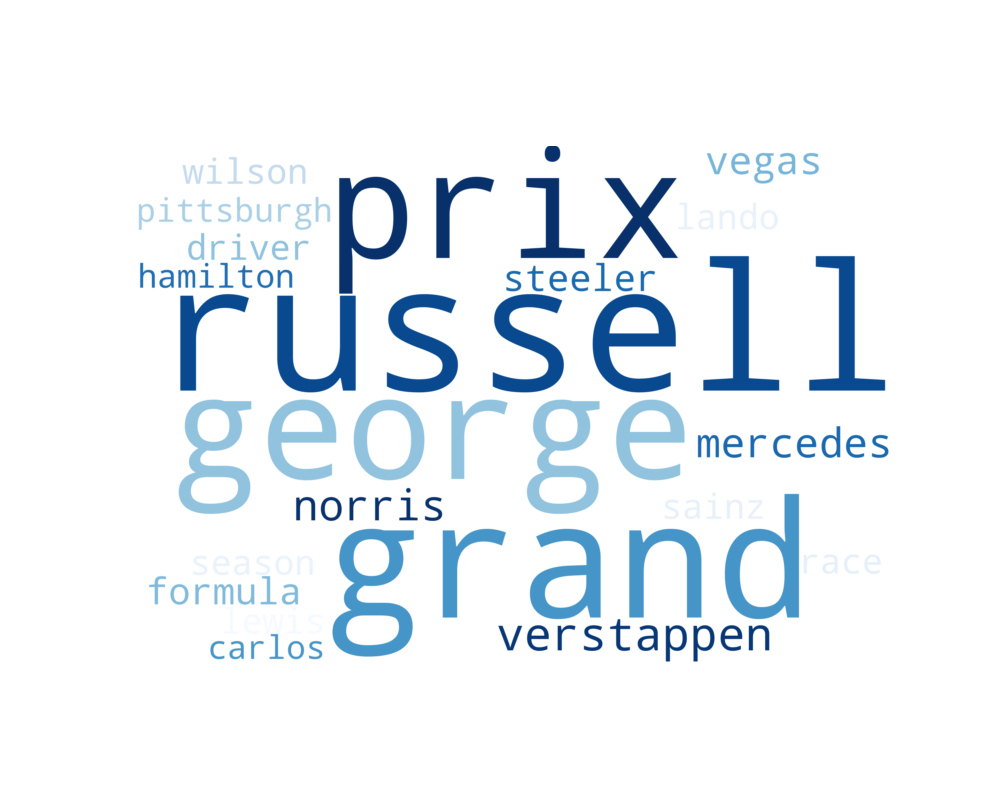 wilson
prix
vegas
pittsburgh
lando
driver
hamilton
steeler
russell
george
mercedes
norris
sainz
grand
season
race
formula
lewis
carlos
verstappen